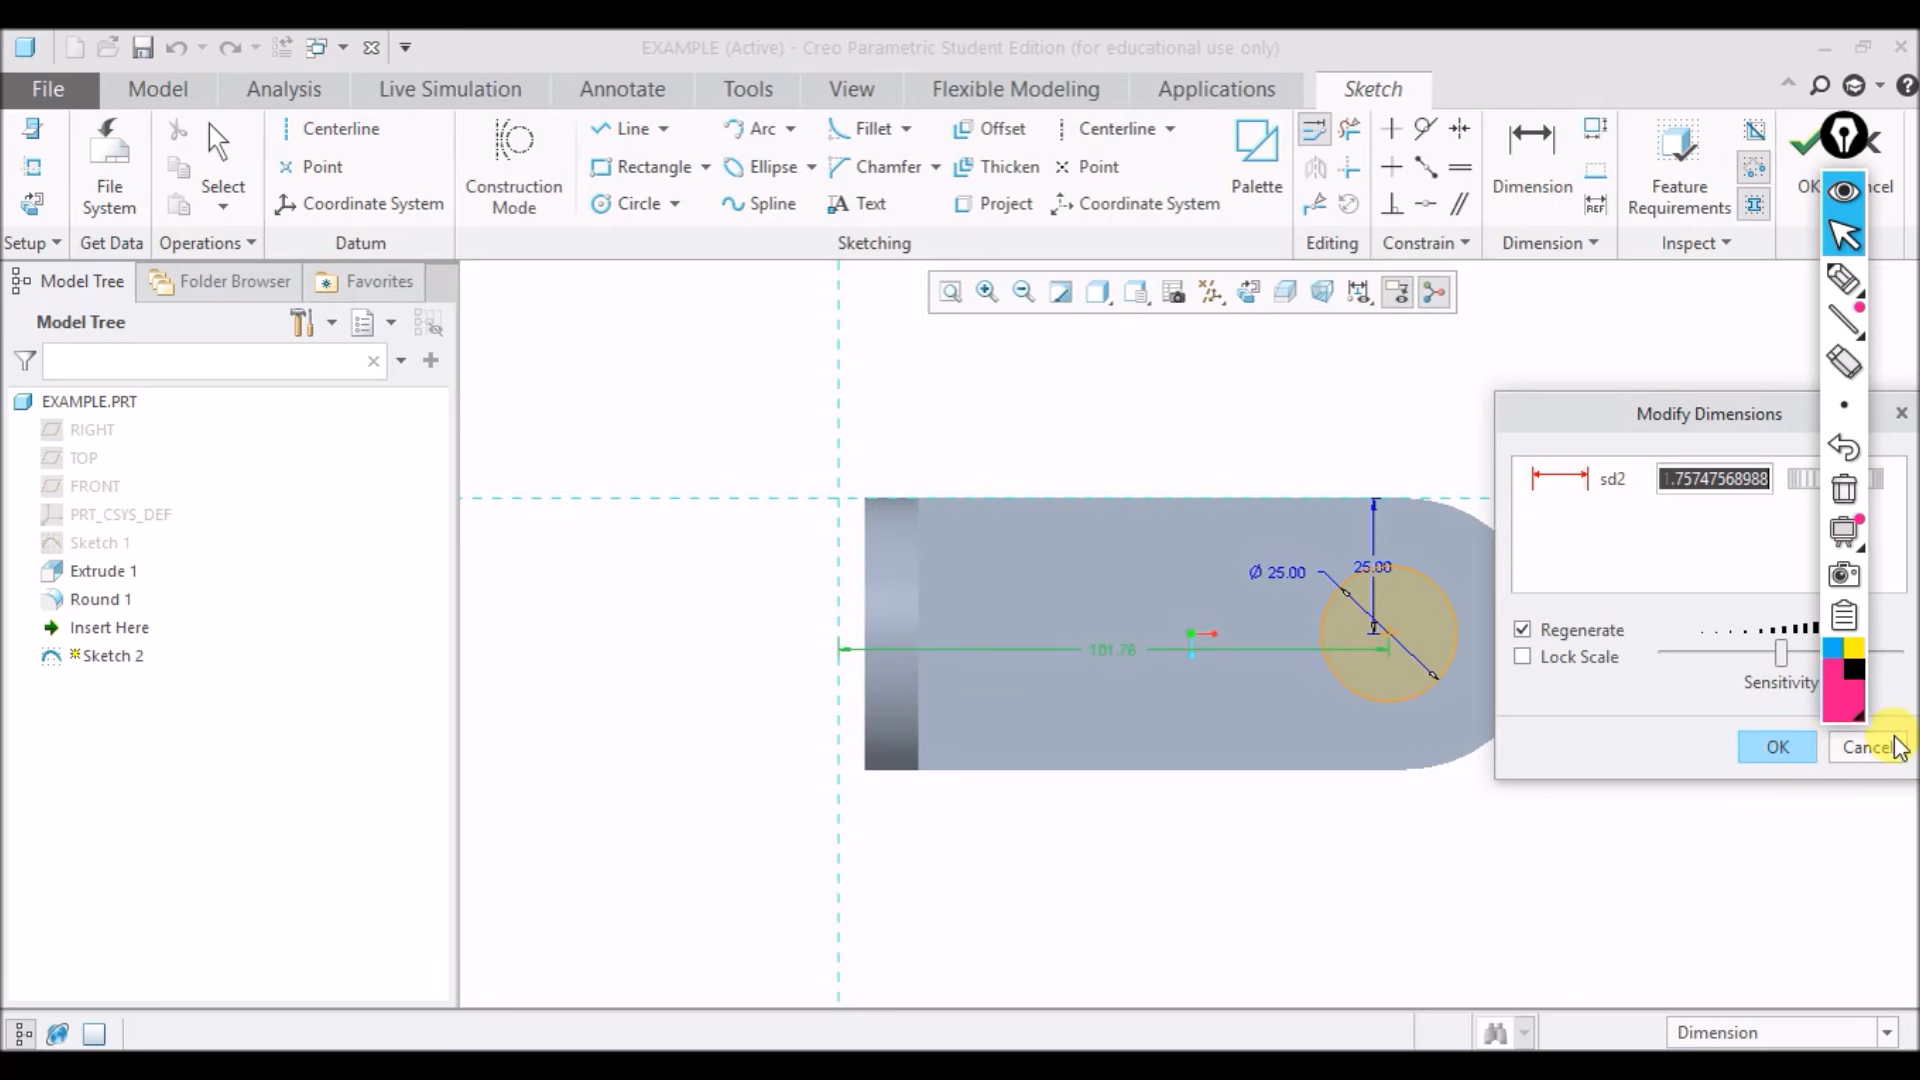 EXAMPLE (Active) - Creo Parametric Student Edition (for educational use only)
File Model Analysis Live Simulation Annotate Tools View Flexible Modeling Applications Sketch
Centerline
Point
Coordinate System
File System
Select
Construction Mode
Line Arc Fillet Offset Centerline
Rectangle Ellipse Chamfer Thicken Point
Circle Spline Text Project Coordinate System
Palette
Dimension
REF
Feature Requirements
OK
Setup Get Data Operations Datum Sketching Editing Constrain Dimension Inspect
Model Tree Folder Browser Favorites
Model Tree
EXAMPLE.PRT
RIGHT
TOP
FRONT
PRT_CSYS_DEF
Sketch 1
Extrude 1
Round 1
Insert Here
Sketch 2
Ø 25.00
25.00
101.76
Modify Dimensions
sd2 .75747568988
Regenerate
Lock Scale
Sensitivity
OK Cancel
Dimension